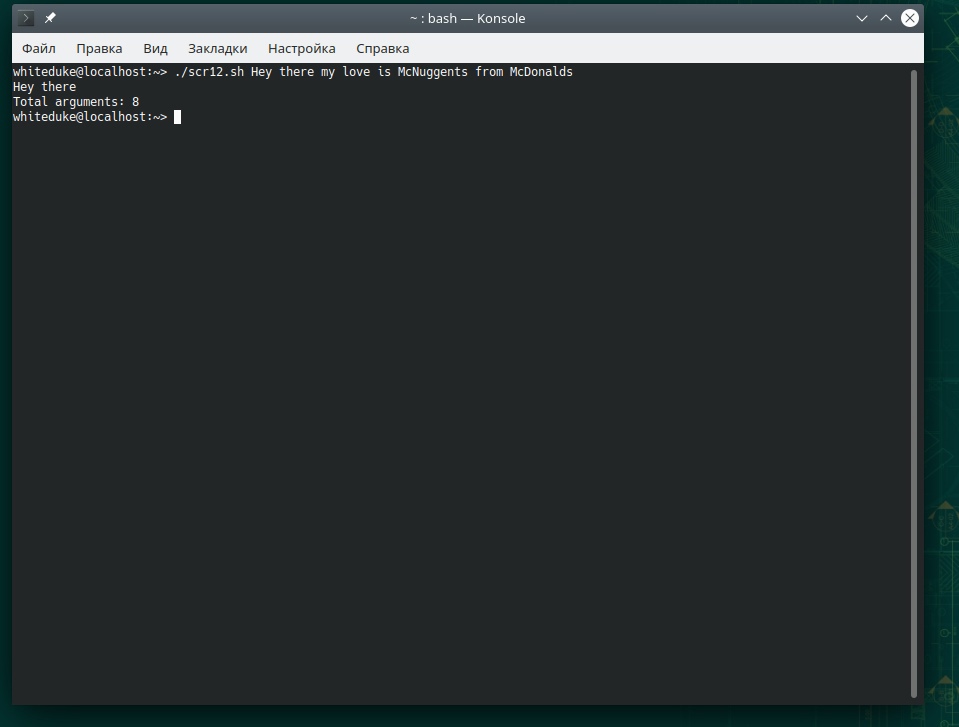 ~ : bash — Konsole
Файл Правка Вид Закладки Настройка Справка
whiteduke@localhost:~> ./scr12.sh Hey there my love is McNuggents from McDonalds
Hey there
Total arguments: 8
whiteduke@localhost:~>